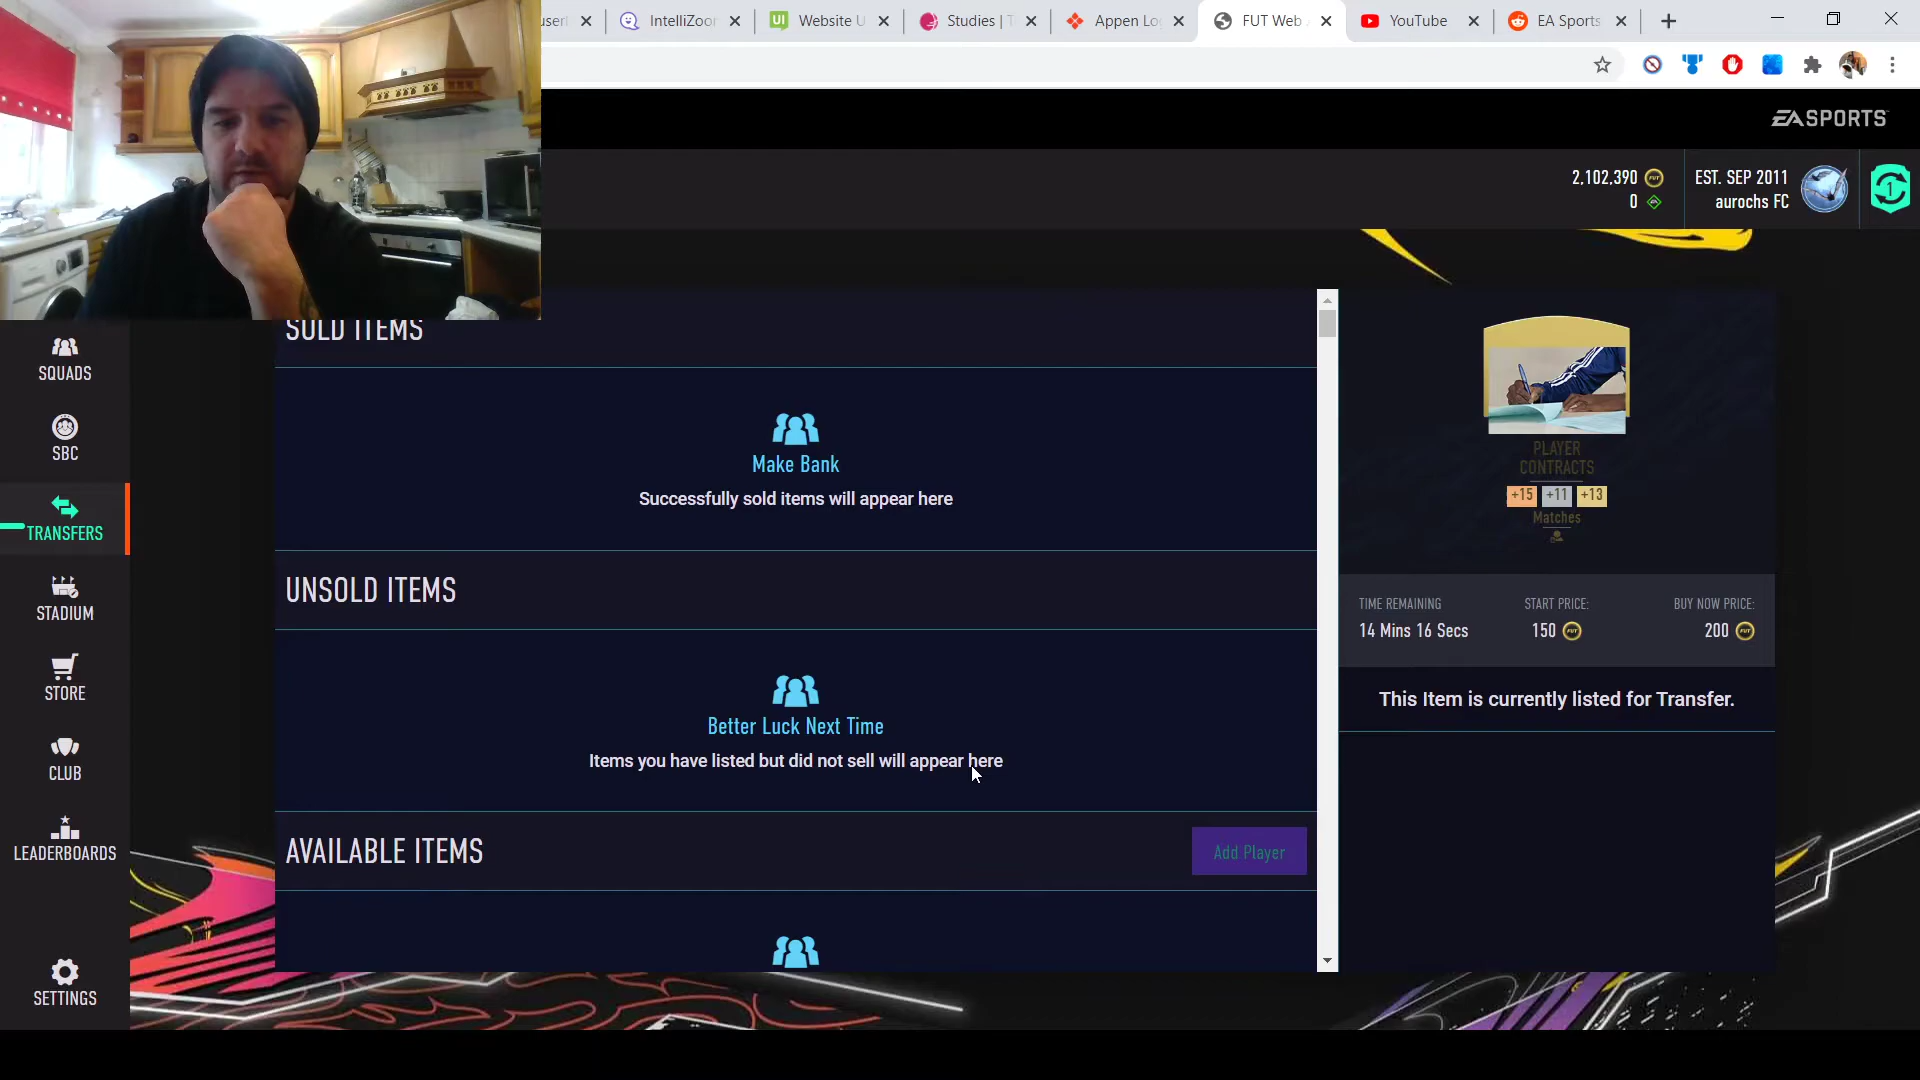 userl
IntelliZoo
Website U
Studies | T
Appen Lo
FUT Web
YouTube
EA Sports
EA SPORTS
2,102,390
0
EST. SEP 2011
aurochs FC
1
SQUADS
SBC
TRANSFERS
STADIUM
STORE
CLUB
LEADERBOARDS
SETTINGS
SOLD ITEMS
Make Bank
Successfully sold items will appear here
UNSOLD ITEMS
Better Luck Next Time
Items you have listed but did not sell will appear here
AVAILABLE ITEMS
Add Player
PLAYER
CONTRACTS
+15 +11 +13
Matches
TIME REMAINING
14 Mins 16 Secs
START PRICE:
150
BUY NOW PRICE:
200
This Item is currently listed for Transfer.